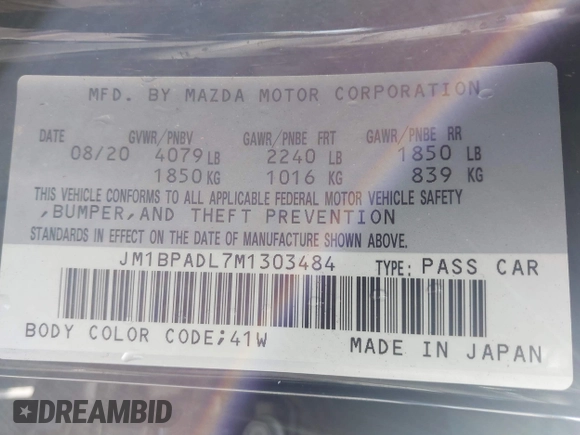 MFD. BY MAZDA MOTOR CORPORATION
DATE GVWR/PNBV GAWR/PNBE FRT GAWR/PNBE RR
08/20 4079 LB 2240 LB 1850 LB
1850 KG 1016 KG 839 KG
THIS VEHICLE CONFORMS TO ALL APPLICABLE FEDERAL MOTOR VEHICLE SAFETY
,BUMPER,AND THEFT PREVENTION
STANDARDS IN EFFECT ON THE DATE OF MANUFACTURE SHOWN ABOVE.
JM1BPADL7M1303484 TYPE: PASS CAR
BODY COLOR CODE;41W MADE IN JAPAN
DREAMBID